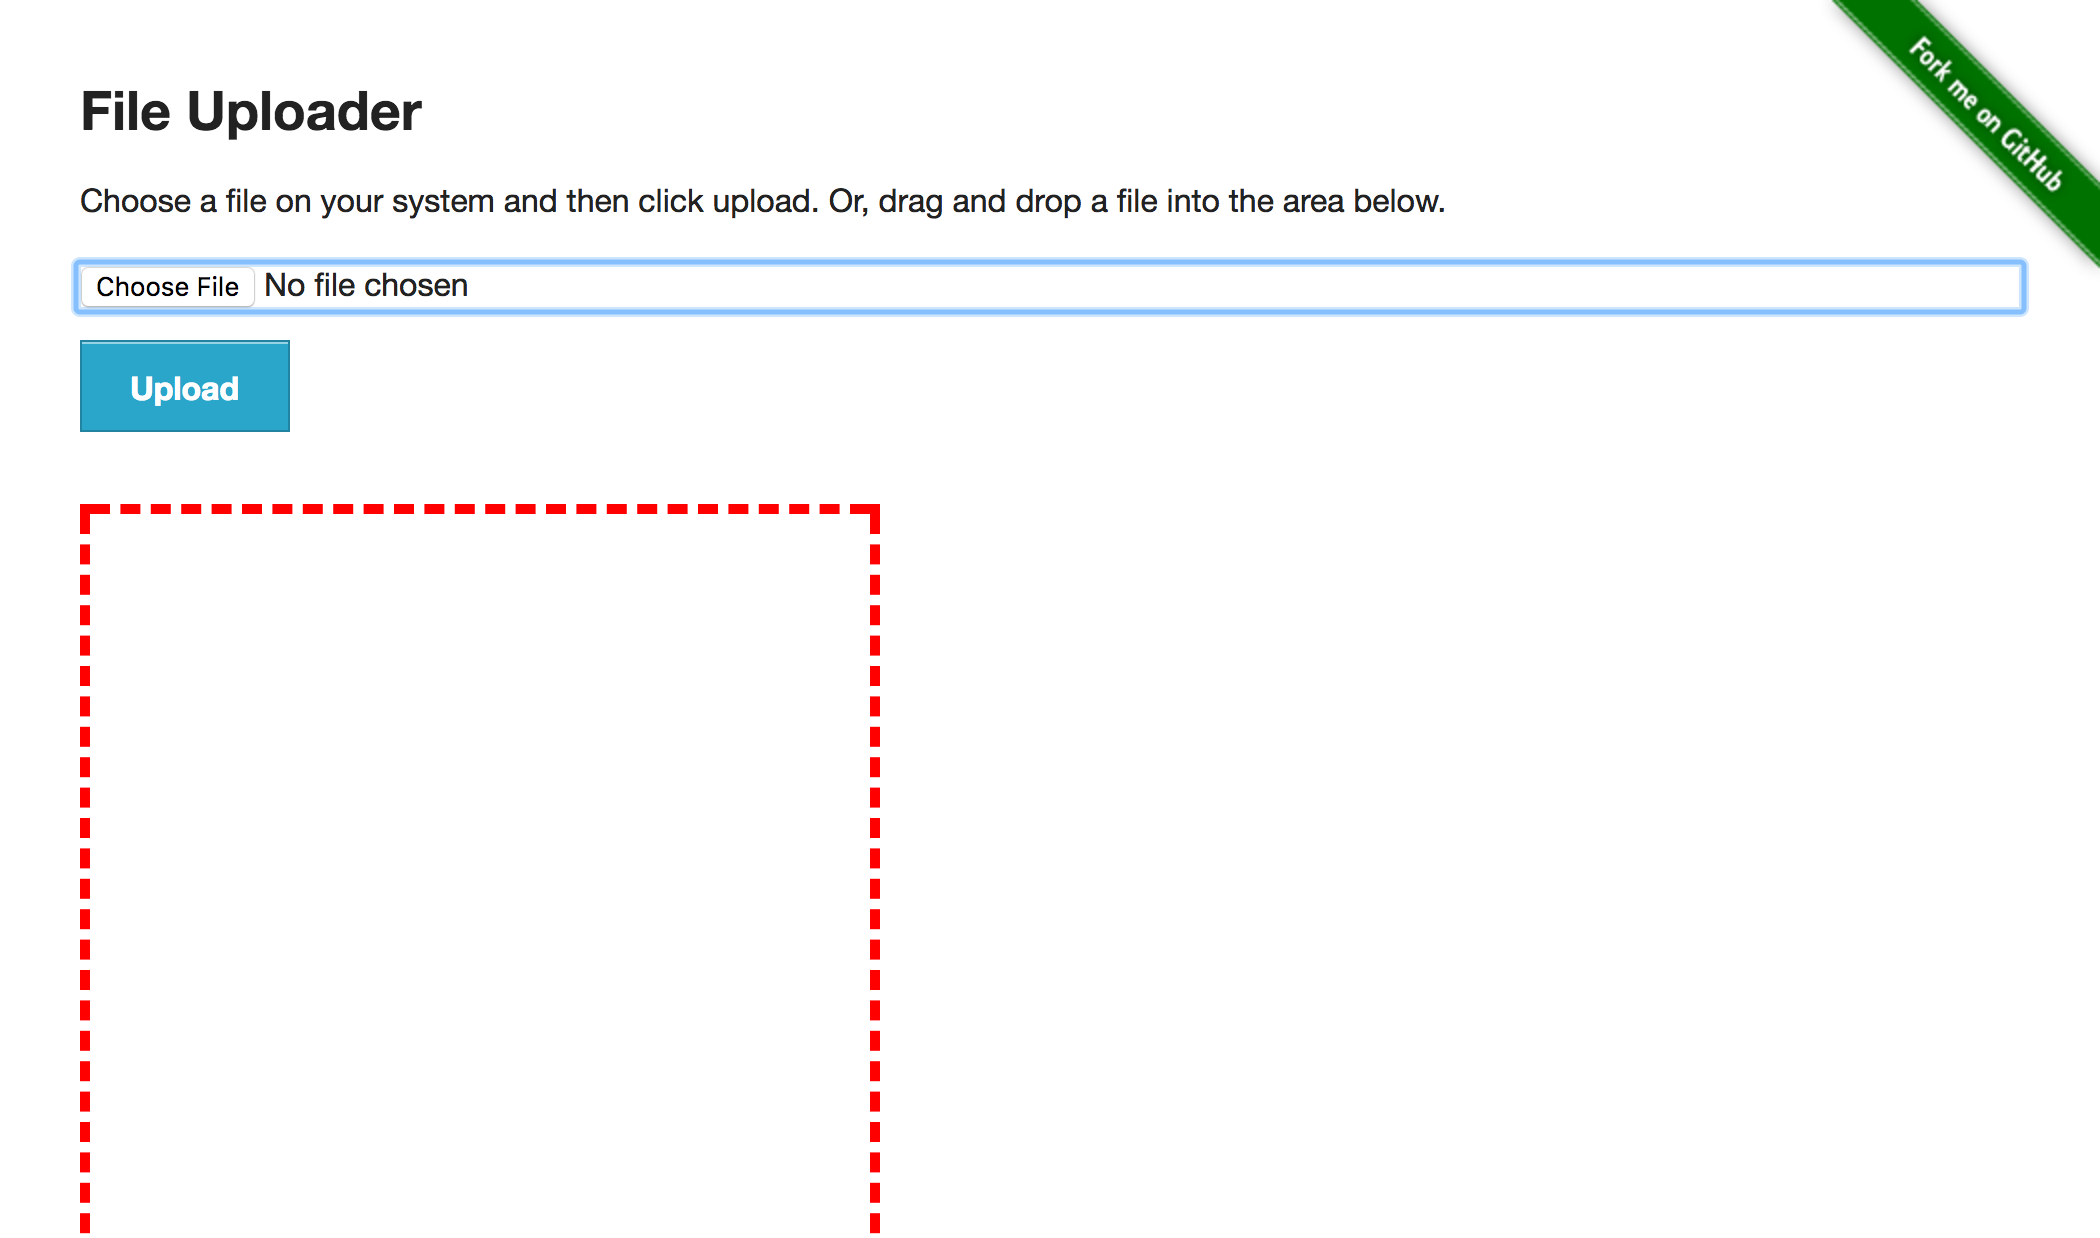 Fork me on GitHub
File Uploader
Choose a file on your system and then click upload. Or, drag and drop a file into the area below.
Choose File No file chosen
Upload